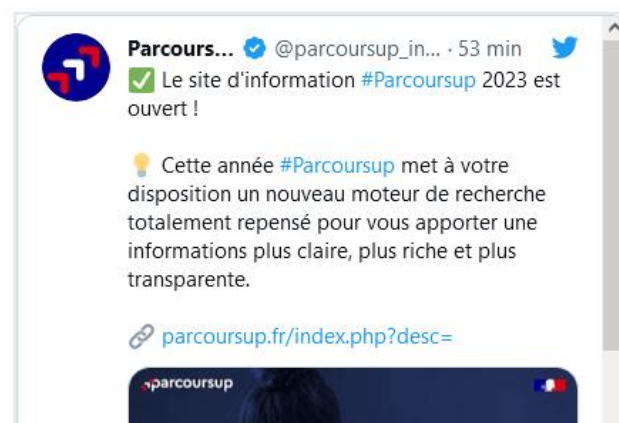 Parcours... @parcoursup_in... · 53 min
✅ Le site d'information #Parcoursup 2023 est
ouvert !
💡 Cette année #Parcoursup met à votre
disposition un nouveau moteur de recherche
totalement repensé pour vous apporter une
informations plus claire, plus riche et plus
transparente.
🔗 parcoursup.fr/index.php?desc=
parcoursup